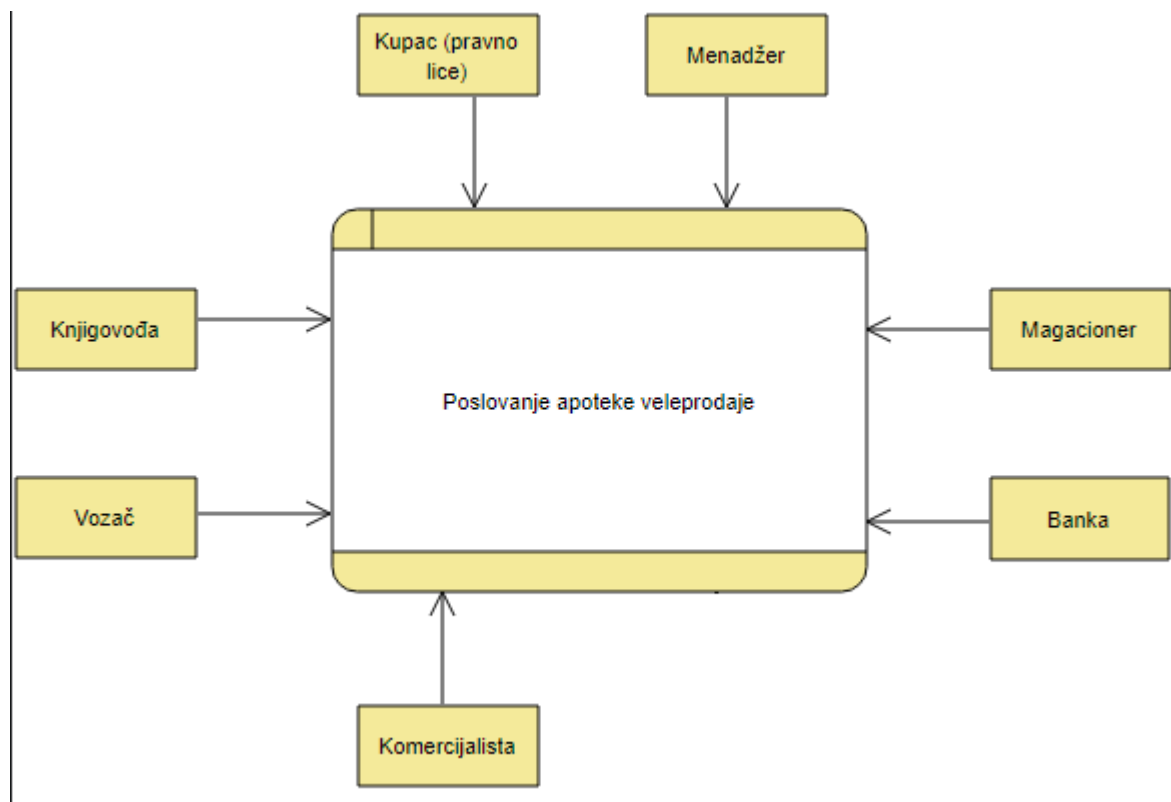 Kupac (pravno
lice)
Menadžer
Knjigovođa
Magacioner
Poslovanje apoteke veleprodaje
Vozač
Banka
Komercijalista